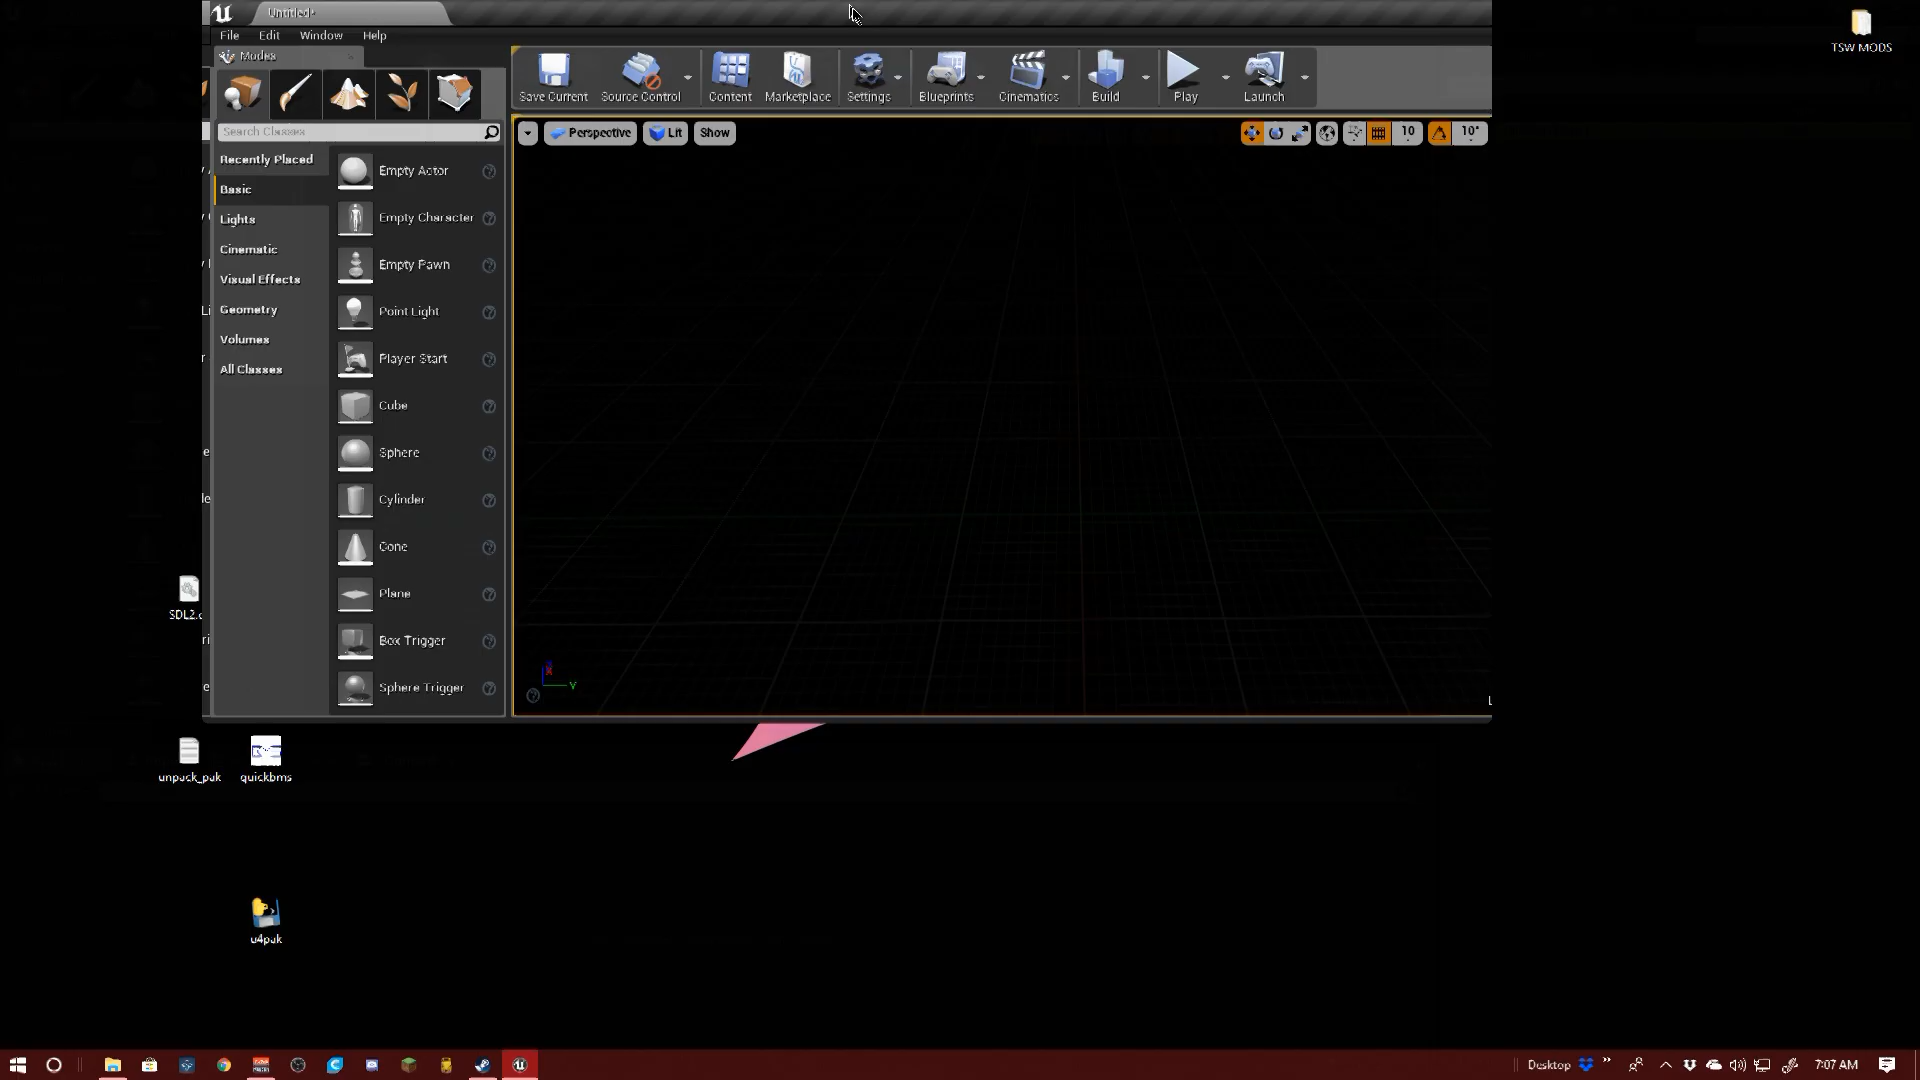 Untitled*
TSW MODS
File Edit Window Help
Modes
Save Current Source Control Content Marketplace Settings Blueprints Cinematics Build Play Launch
Search Classes
Perspective Lit Show 10 10°
Recently Placed
Basic
Lights
Cinematic
Visual Effects
Geometry
Volumes
All Classes
Empty Actor
Empty Character
Empty Pawn
Point Light
Player Start
Cube
Sphere
Cylinder
Cone
Plane
Box Trigger
Sphere Trigger
SDL2.
Y
unpack_pak quickbms
u4pak
Desktop 7:07 AM